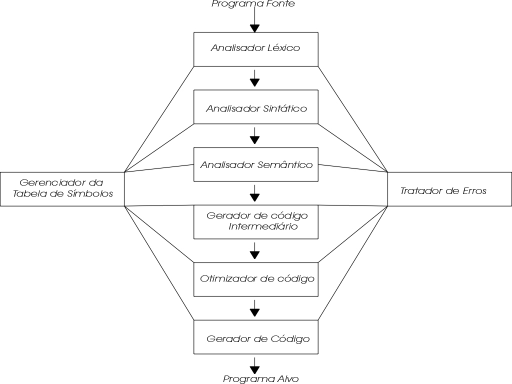 Programa Fonte
Analisador Léxico
Analisador Sintático
Analisador Semântico
Gerenciador da
Tabela de Símbolos
Tratador de Erros
Gerador de código
Intermediário
Otimizador de código
Gerador de Código
Programa Alvo